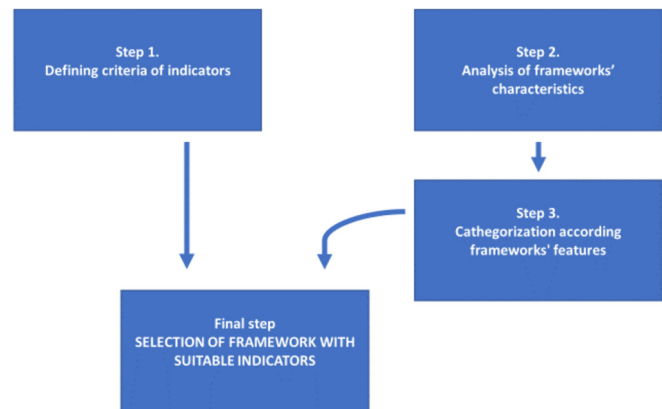 Step 1.
Defining criteria of indicators
Step 2.
Analysis of frameworks’
characteristics
Step 3.
Cathegorization according
frameworks' features
Final step
SELECTION OF FRAMEWORK WITH
SUITABLE INDICATORS